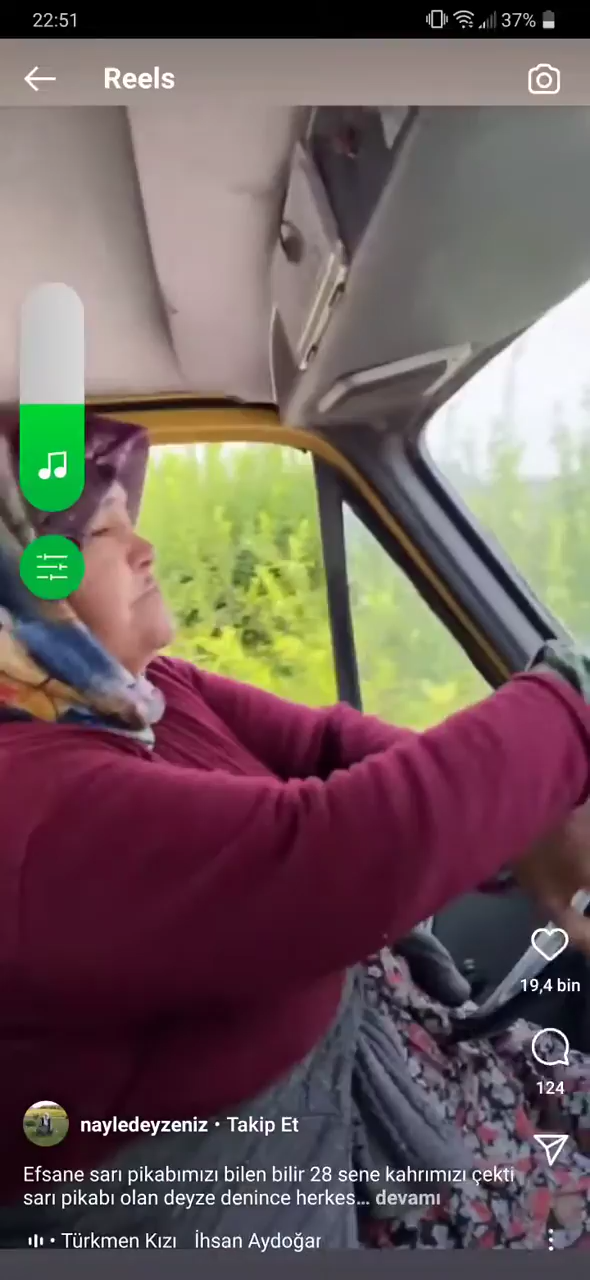 22:51
37%
Reels
19,4 bin
124
nayledeyzeniz • Takip Et
Efsane sarı pikabımızı bilen bilir 28 sene kahrımızı çekti
sarı pikabı olan deyze denince herkes... devamı
• Türkmen Kızı İhsan Aydoğar